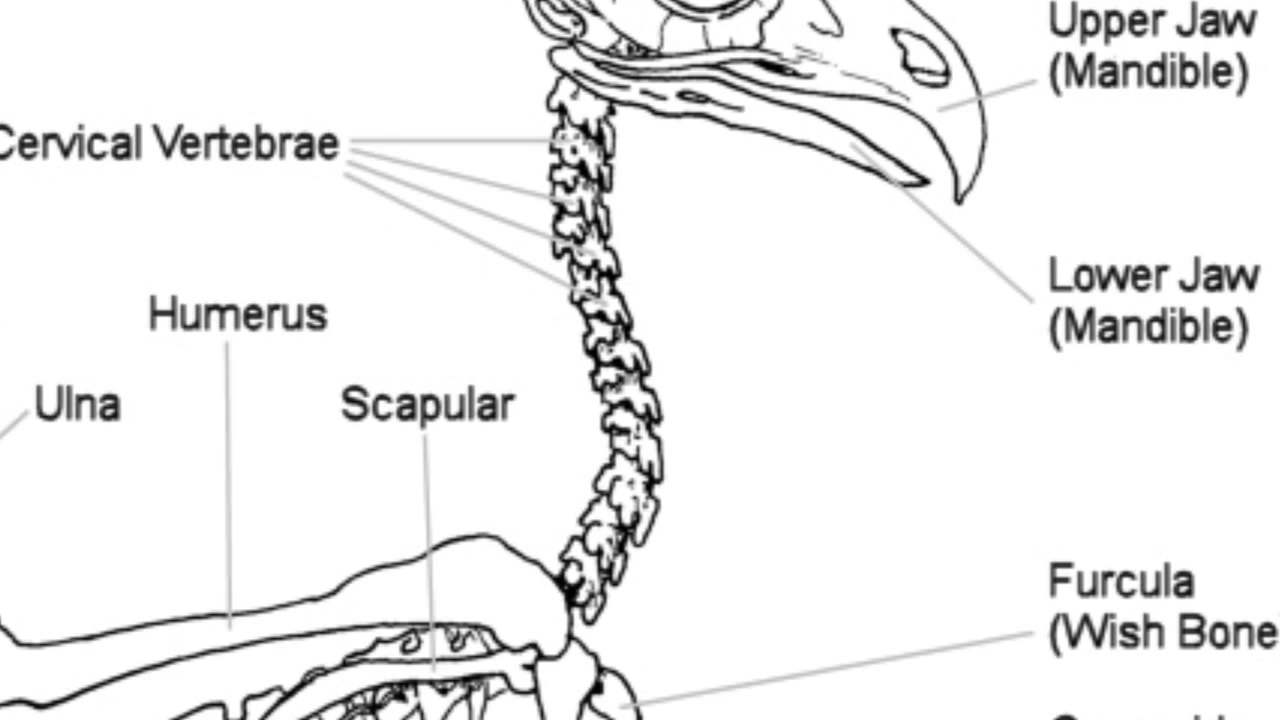 Upper Jaw
(Mandible)
Cervical Vertebrae
Lower Jaw
(Mandible)
Humerus
Ulna
Scapular
Furcula
(Wish Bone